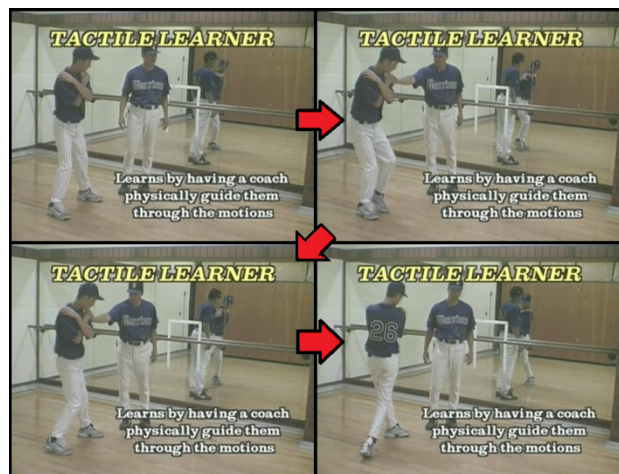 TACTILE LEARNER
Learns by having a coach
physically guide them
through the motions
TACTILE LEARNER
Learns by having a coach
physically guide them
through the motions
TACTILE LEARNER
Learns by having a coach
physically guide them
through the motions
TACTILE LEARNER
26
Learns by having a coach
physically guide them
through the motions